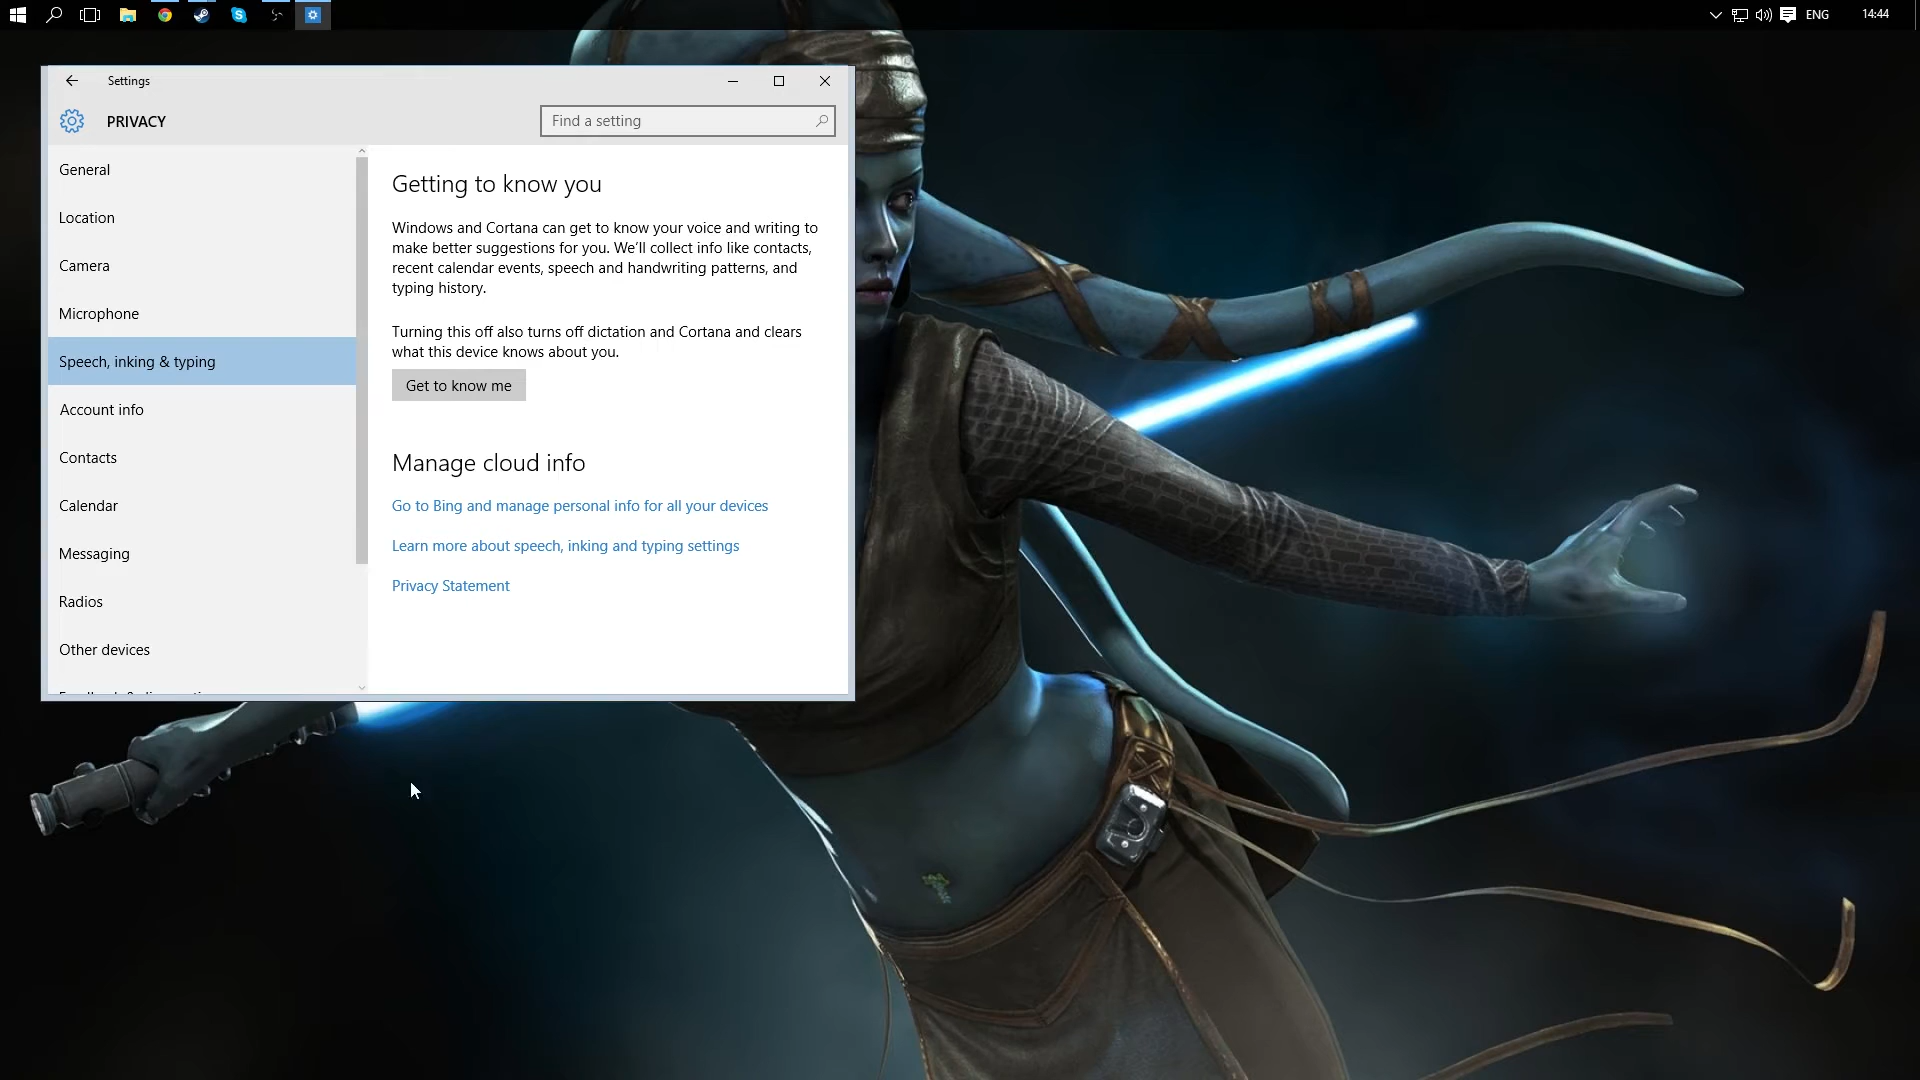 ENG
14:44
Settings
PRIVACY
Find a setting
General
Location
Camera
Microphone
Speech, inking & typing
Account info
Contacts
Calendar
Messaging
Radios
Other devices
Getting to know you
Windows and Cortana can get to know your voice and writing to
make better suggestions for you. We'll collect info like contacts,
recent calendar events, speech and handwriting patterns, and
typing history.
Turning this off also turns off dictation and Cortana and clears
what this device knows about you.
Get to know me
Manage cloud info
Go to Bing and manage personal info for all your devices
Learn more about speech, inking and typing settings
Privacy Statement